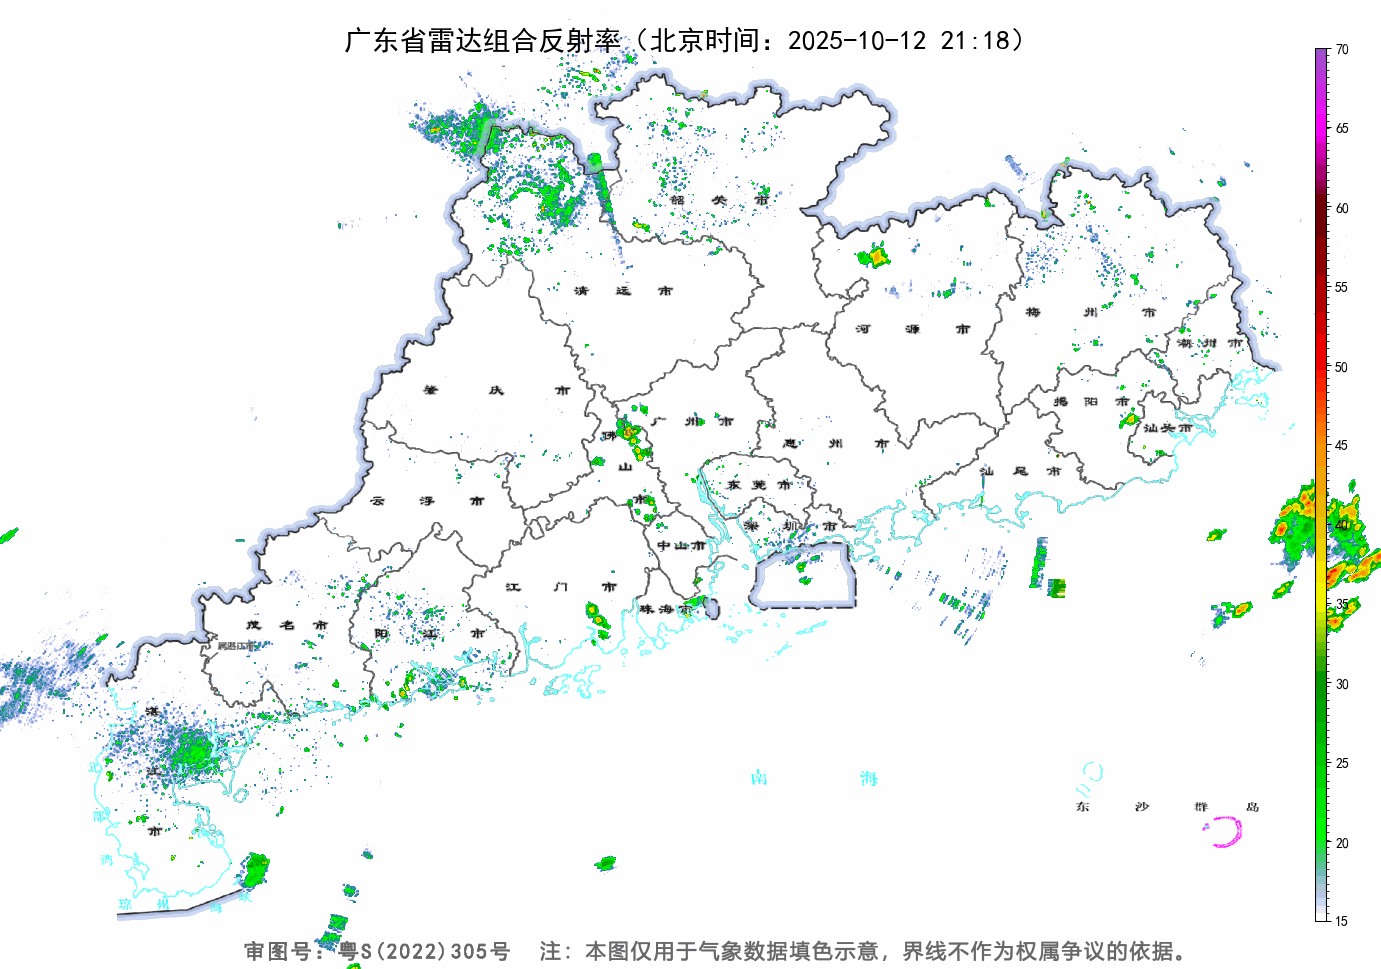 广东省雷达组合反射率（北京时间：2025-10-12 21:18）
70
65
60
55
50
45
40
35
30
25
20
15
韶关市
清远市
河源市
梅州市
潮州市
肇庆市
广州市
佛山市
惠州市
揭阳市
汕头市
汕尾市
云浮市
东莞市
深圳市
中山市
江门市
珠海市
茂名市
属湛江市
阳江市
湛江市
北部湾
琼州海峡
南海
东沙群岛
审图号：粤S(2022)305号 注：本图仅用于气象数据填色示意，界线不作为权属争议的依据。